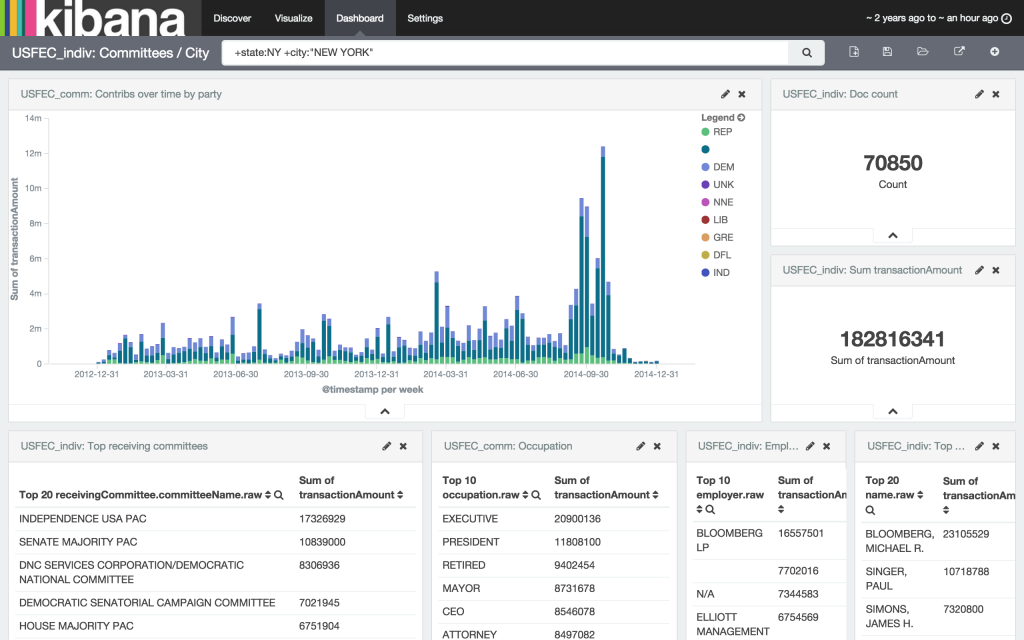 kibana
Discover Visualize Dashboard Settings
~ 2 years ago to ~ an hour ago
USFEC_indiv: Committees / City
+state:NY +city:"NEW YORK"
USFEC_comm: Contribs over time by party
14m
12m
10m
8m
6m
4m
2m
0
Sum of transactionAmount
2012-12-31 2013-03-31 2013-06-30 2013-09-30 2013-12-31 2014-03-31 2014-06-30 2014-09-30 2014-12-31
@timestamp per week
Legend
REP
DEM
UNK
NNE
LIB
GRE
DFL
IND
USFEC_indiv: Doc count
70850
Count
USFEC_indiv: Sum transactionAmount
182816341
Sum of transactionAmount
USFEC_indiv: Top receiving committees
Top 20 receivingCommittee.committeeName.raw
Sum of
transactionAmount
INDEPENDENCE USA PAC 17326929
SENATE MAJORITY PAC 10839000
DNC SERVICES CORPORATION/DEMOCRATIC 8306936
NATIONAL COMMITTEE
DEMOCRATIC SENATORIAL CAMPAIGN COMMITTEE 7021945
HOUSE MAJORITY PAC 6751904
USFEC_comm: Occupation
Top 10
occupation.raw
Sum of
transactionAmount
EXECUTIVE 20900136
PRESIDENT 11808100
RETIRED 9402454
MAYOR 8731678
CEO 8546078
ATTORNEY 8497082
USFEC_indiv: Empl...
Top 10
employer.raw
Sum of
transactionAn
BLOOMBERG 16557501
LP
7702016
N/A 7344583
ELLIOTT 6754569
MANAGEMENT
USFEC_indiv: Top ...
Top 20
name.raw
Sum of
transactionAm
BLOOMBERG, 23105529
MICHAEL R.
SINGER, 10718788
PAUL
SIMONS, 7320800
JAMES H.